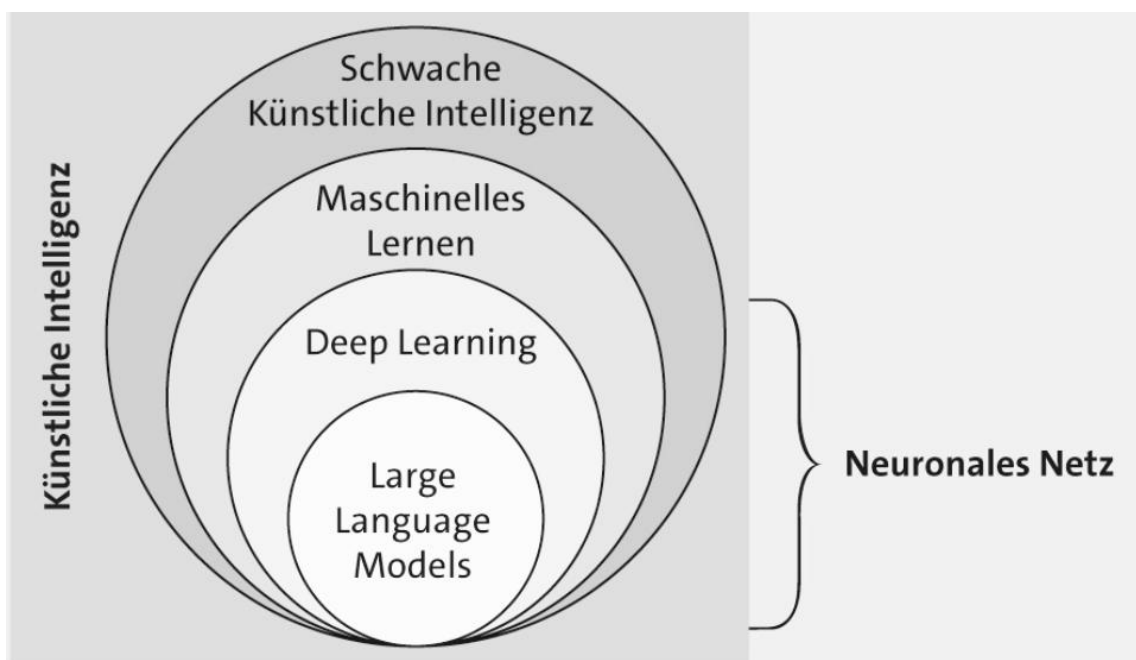 Künstliche Intelligenz
Schwache
Künstliche Intelligenz
Maschinelles
Lernen
Deep Learning
Large
Language
Models
Neuronales Netz